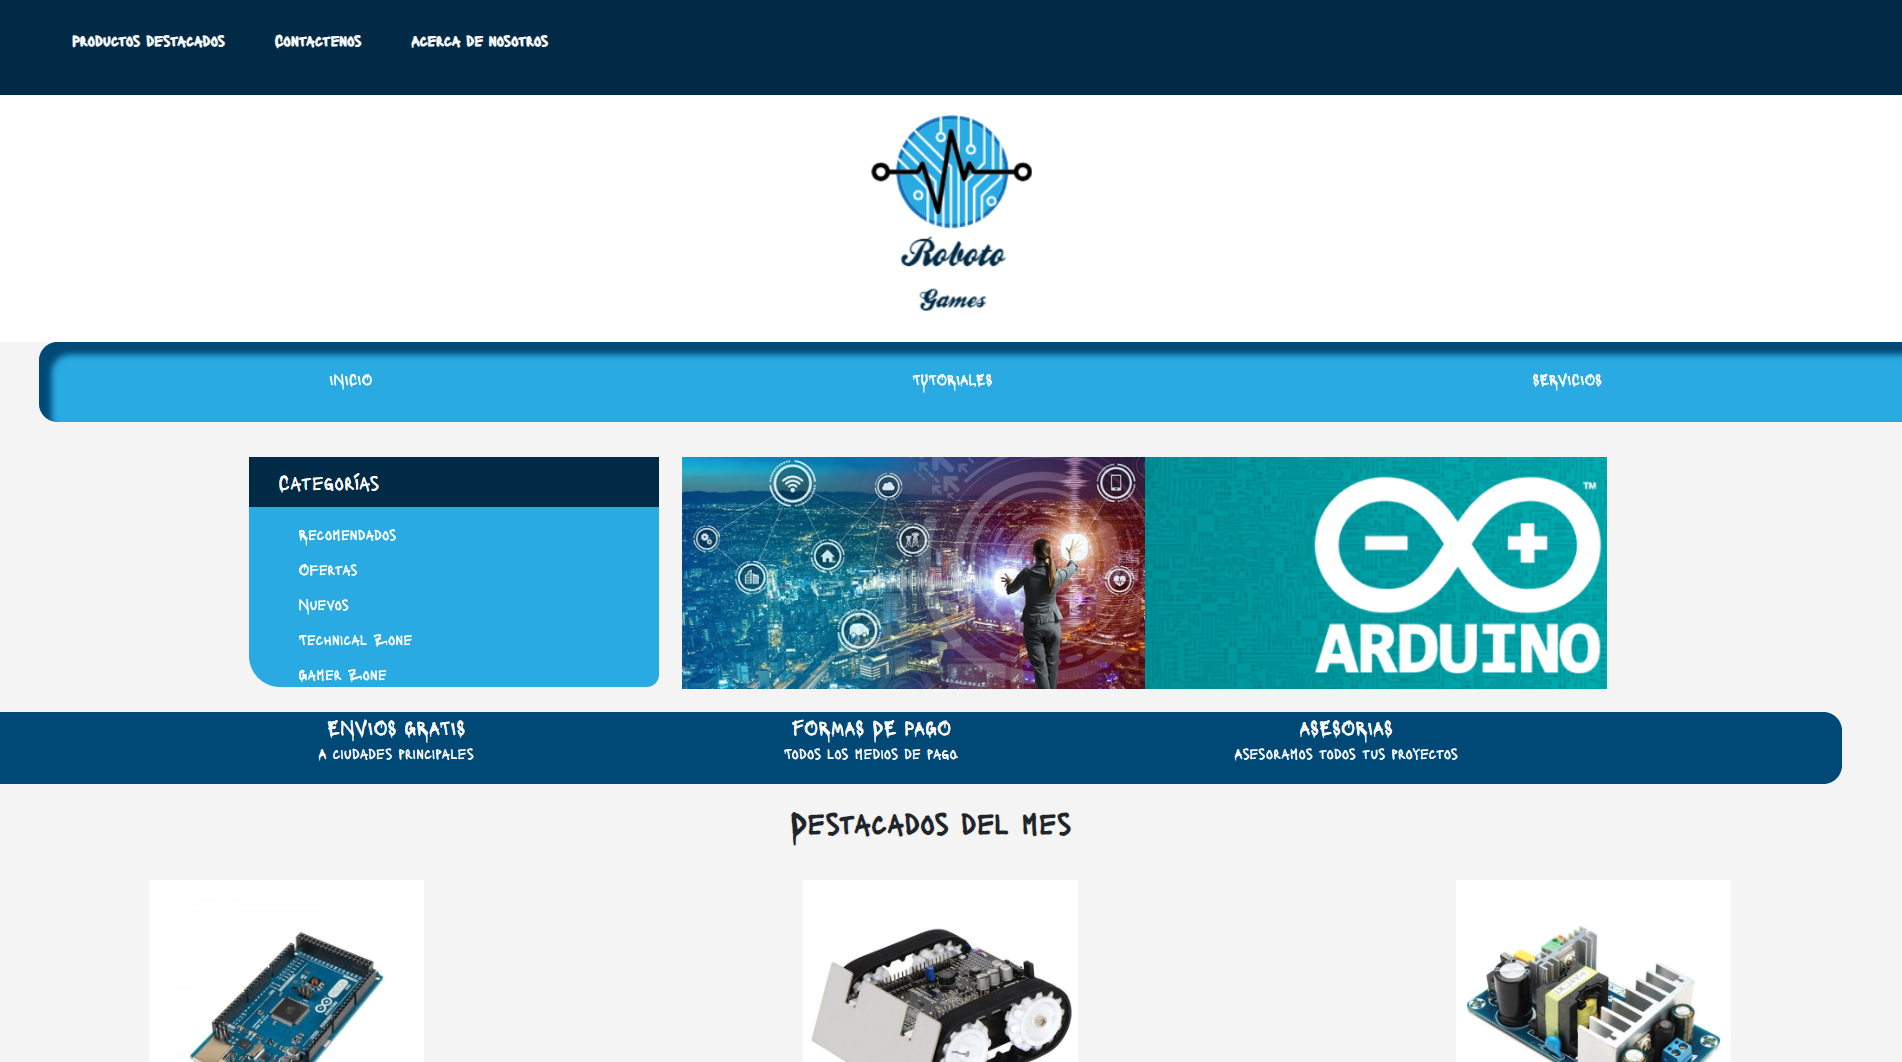 Productos destacados
Contactenos
Acerca de nosotros
Roboto
Games
Inicio
Tutoriales
Servicios
Categorías
Recomendados
Ofertas
Nuevos
Technical Zone
Gamer Zone
ARDUINO
TM
Envios gratis
A ciudades principales
Formas de pago
Todos los medios de pago
Asesorias
Asesoramos todos tus proyectos
Destacados del mes